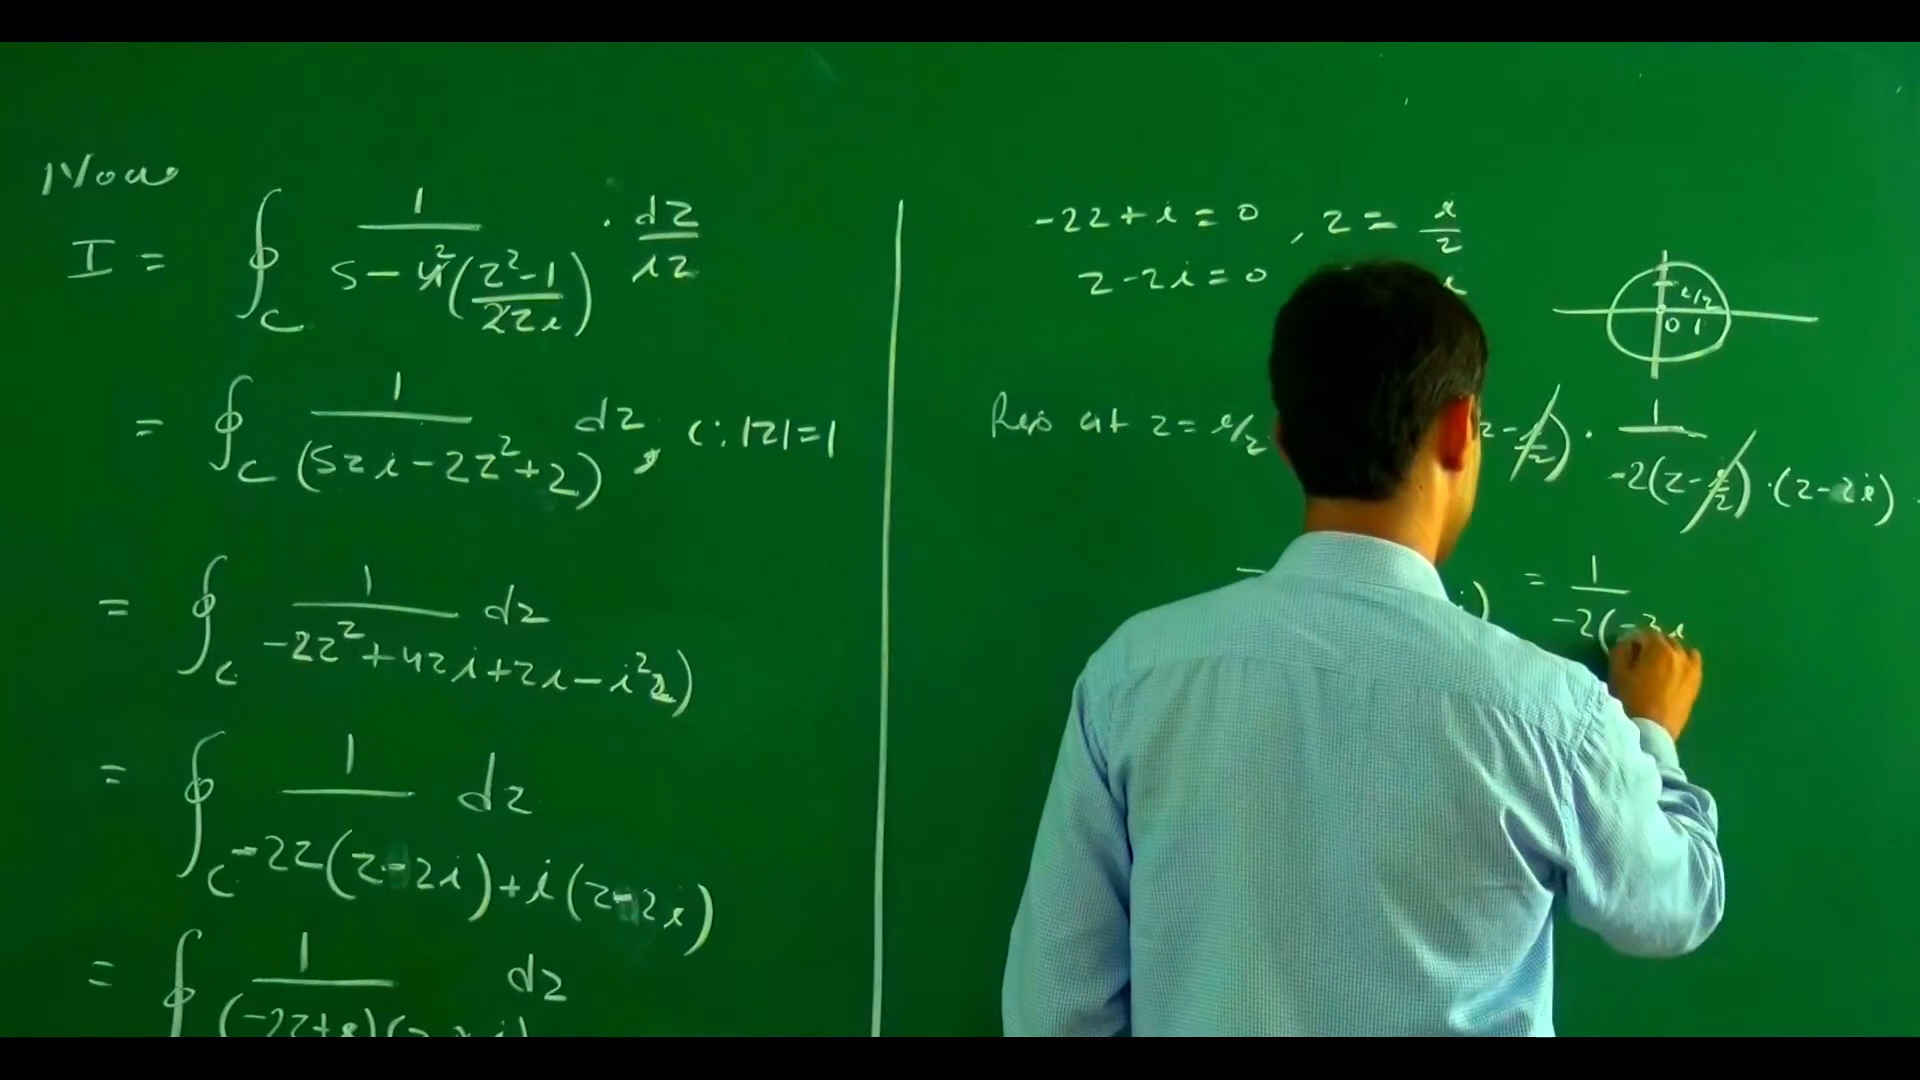 Now
I = ∮_C 1/(5 - 4(z²-1)/(2zi)) · dz/iz
= ∮_C 1/(5zi - 2z² + 2) dz, C: |z|=1
= ∮_C 1/(-2z² + 4zi + zi - i²2) dz
= ∮_C 1/(-2z(z-2i) + i(z-2i)) dz
= ∮ 1/(-2z+i) dz
-2z + i = 0, z = i/2
z - 2i = 0
i/2
0 1
Res at z = i/2
z - i/2) · 1/(-2(z - i/2)·(z-2i))
= 1/-2(